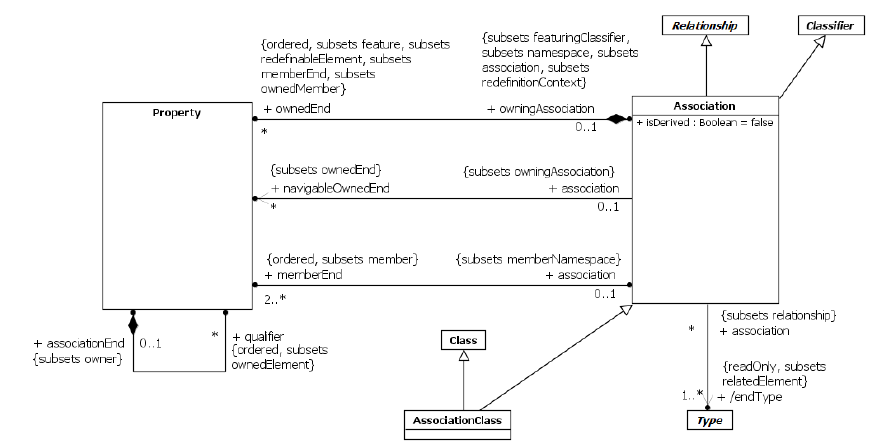 Relationship
Classifier
{ordered, subsets feature, subsets
redefinableElement, subsets
memberEnd, subsets
ownedMember}
+ ownedEnd
*
{subsets featuringClassifier,
subsets namespace, subsets
association, subsets
redefinitionContext}
+ owningAssociation
0..1
Property
Association
+ isDerived : Boolean = false
{subsets ownedEnd}
+ navigableOwnedEnd
*
{subsets owningAssociation}
+ association
0..1
{ordered, subsets member}
+ memberEnd
2..*
{subsets memberNamespace}
+ association
0..1
+ associationEnd
{subsets owner}
0..1
*
+ qualfier
{ordered, subsets
ownedElement}
Class
AssociationClass
{subsets relationship}
+ association
*
{readOnly, subsets
relatedElement}
+ /endType
1..*
Type